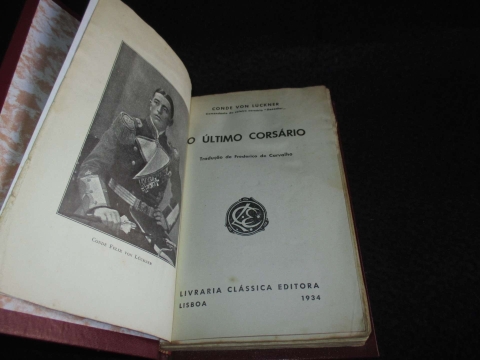 CONDE FELIX VON LUCKNER
CONDE VON LUCKNER
O ÚLTIMO CORSÁRIO
Tradução de Frederico de Carvalho
LIVRARIA CLÁSSICA EDITORA
LISBOA 1934